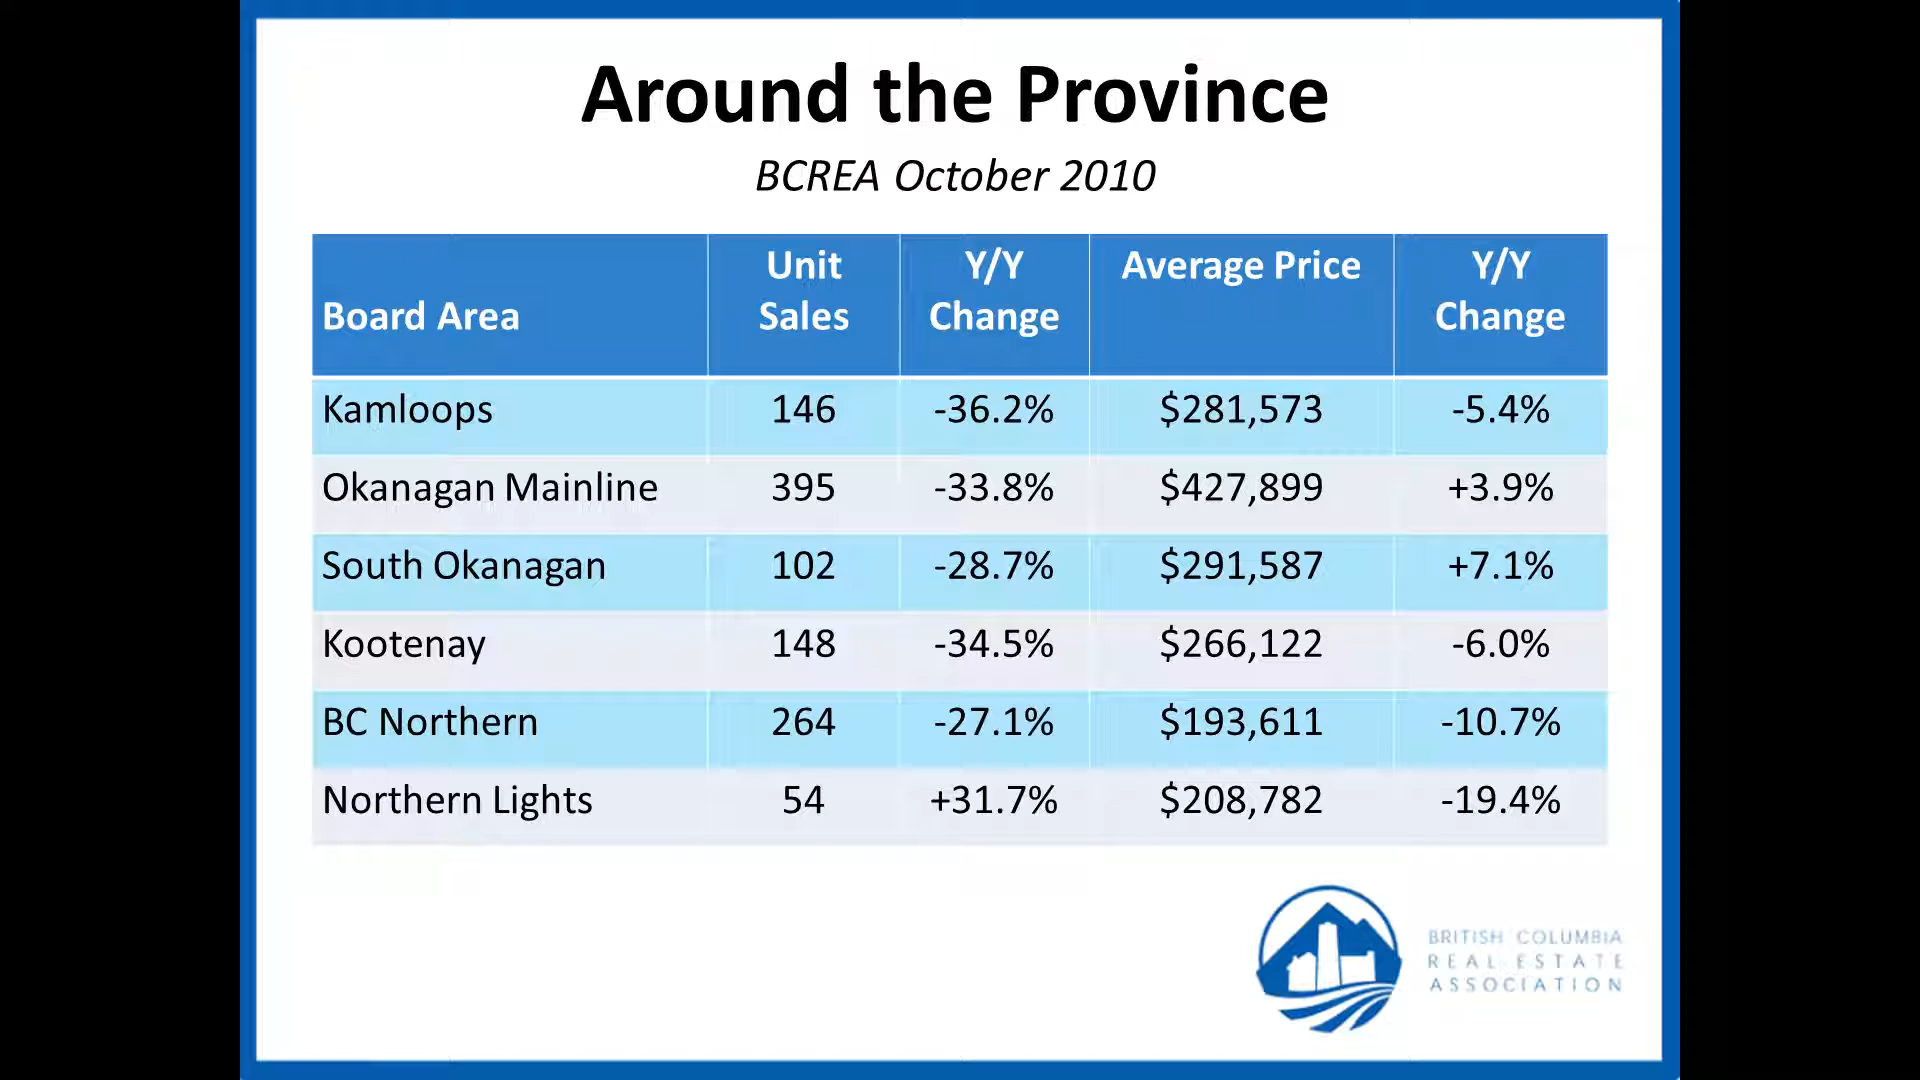 Around the Province
BCREA October 2010
Board Area Unit Sales Y/Y Change Average Price Y/Y Change
Kamloops 146 -36.2% $281,573 -5.4%
Okanagan Mainline 395 -33.8% $427,899 +3.9%
South Okanagan 102 -28.7% $291,587 +7.1%
Kootenay 148 -34.5% $266,122 -6.0%
BC Northern 264 -27.1% $193,611 -10.7%
Northern Lights 54 +31.7% $208,782 -19.4%
BRITISH COLUMBIA
REAL ESTATE
ASSOCIATION